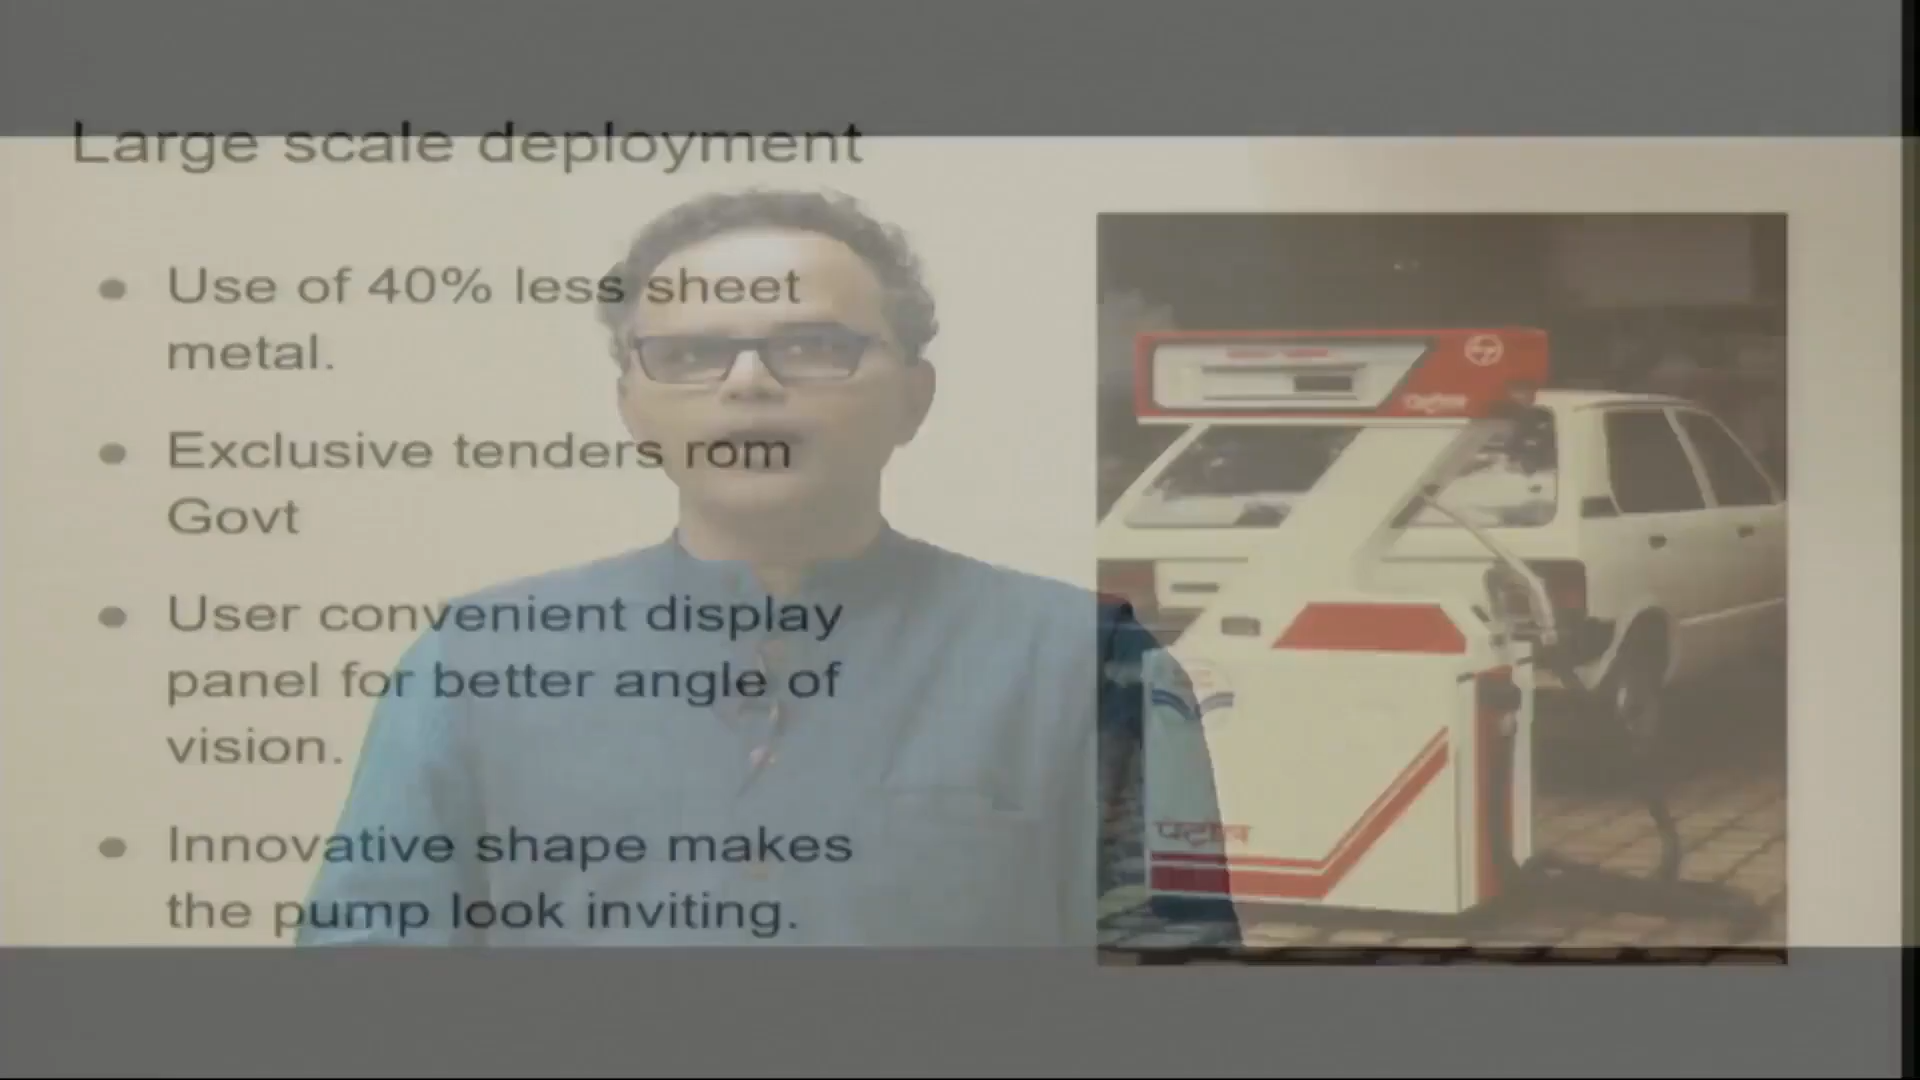 Large scale deployment
● Use of 40% less sheet
metal.
● Exclusive tenders rom
Govt
● User convenient display
panel for better angle of
vision.
● Innovative shape makes
the pump look inviting.
पेट्रोल